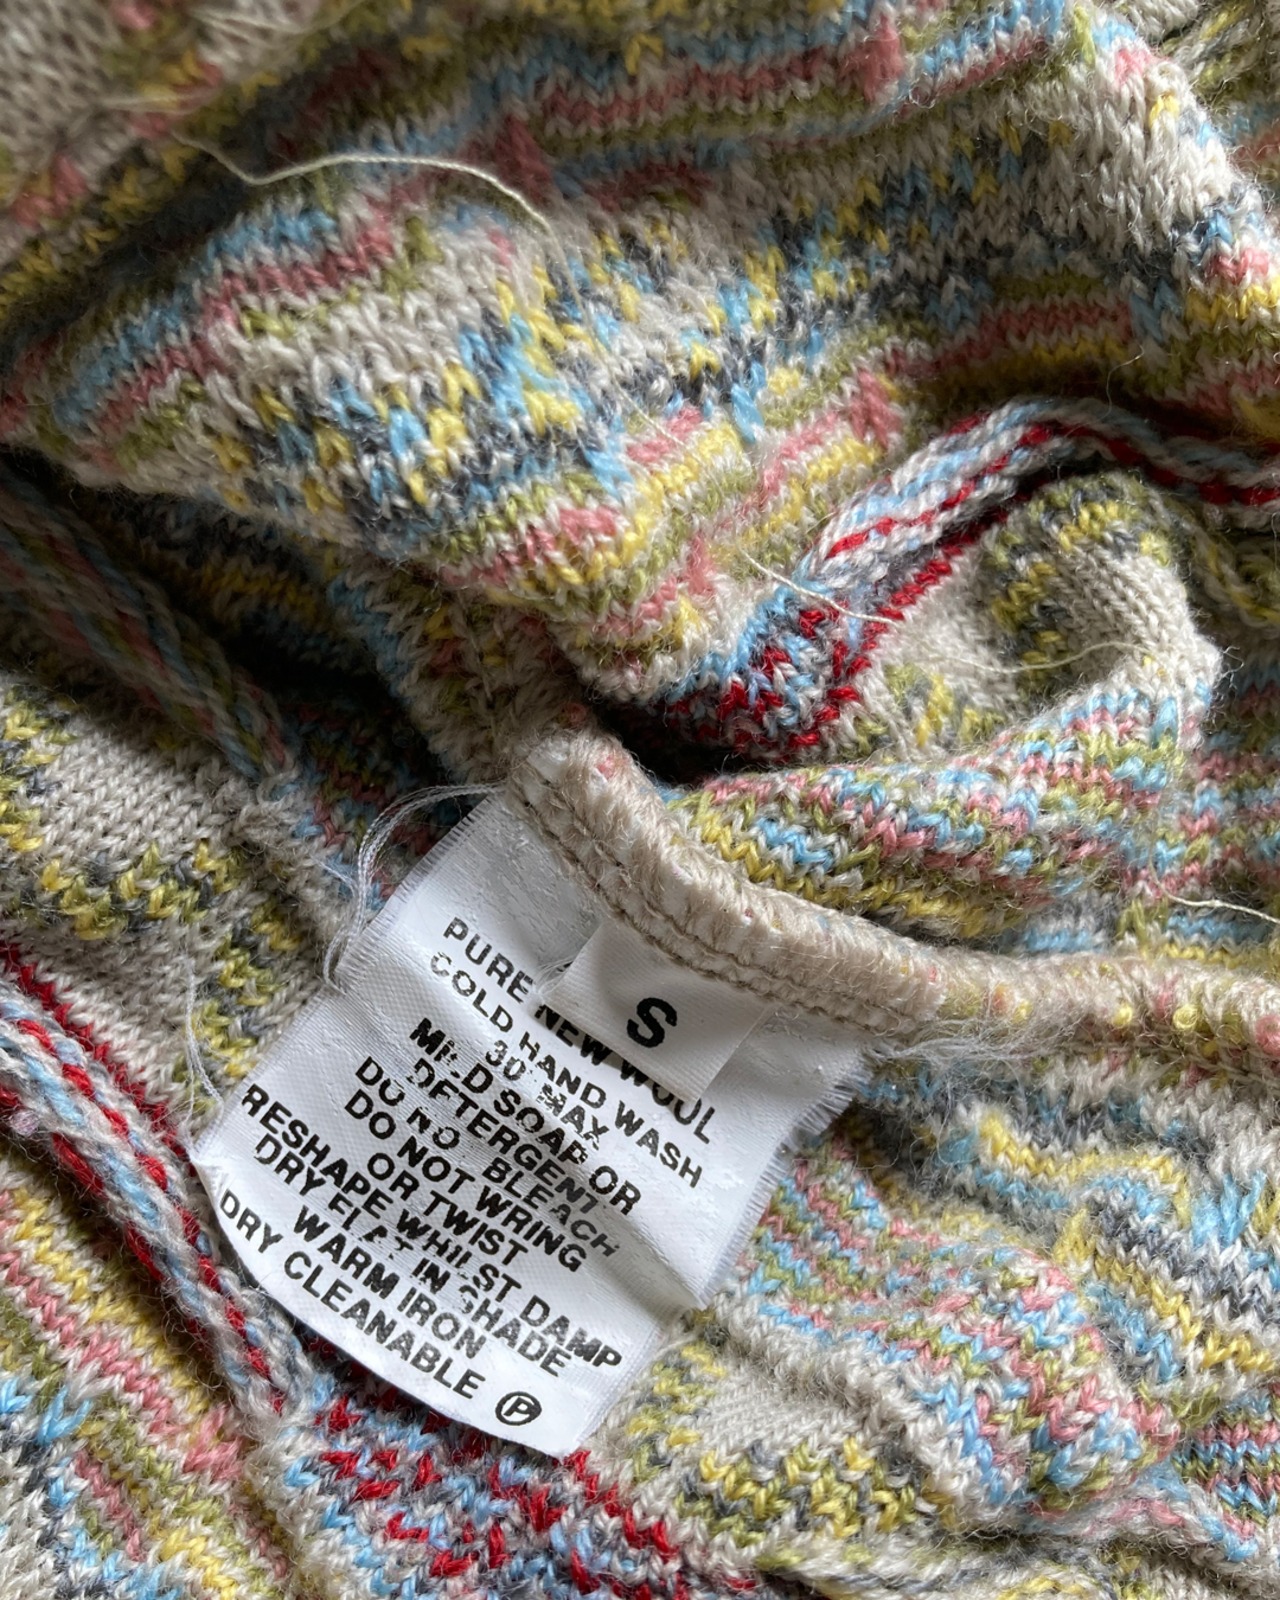 S
PURE NEW WOOL
COLD HAND WASH
30° MAX
MILD SOAP OR
DETERGENT
DO NOT BLEACH
DO NOT WRING
OR TWIST
RESHAPE WHILST DAMP
DRY FLAT IN SHADE
WARM IRON
DRY CLEANABLE Ⓟ